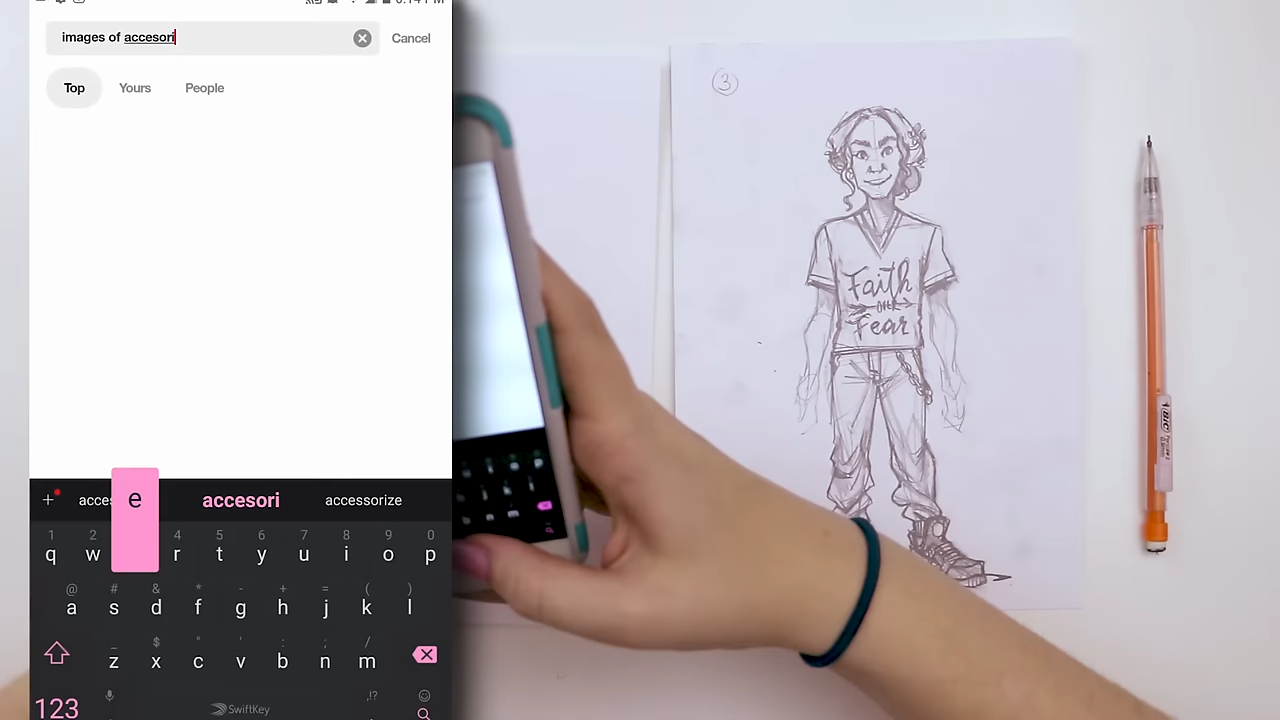 images of accesori
Cancel
Top Yours People
accesori accessorize
e
1 2 4 5 6 7 8 9 0
q w r t y u i o p
@ # & * - + = ( )
a s d f g h j k l
_ $ " ' : ; /
z x c v b n m
123 ,!? SwiftKey
3
Faith
over
Fear
BIC